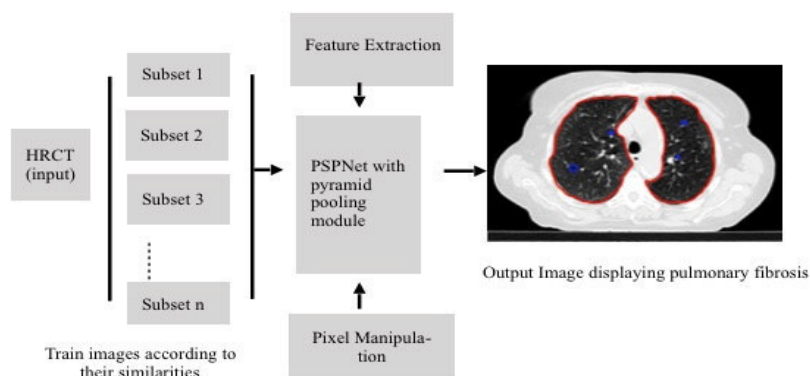 HRCT
(input)
Subset 1
Subset 2
Subset 3
Subset n
Train images according to
their similarities
Feature Extraction
PSPNet with
pyramid
pooling
module
Pixel Manipula-
tion
Output Image displaying pulmonary fibrosis